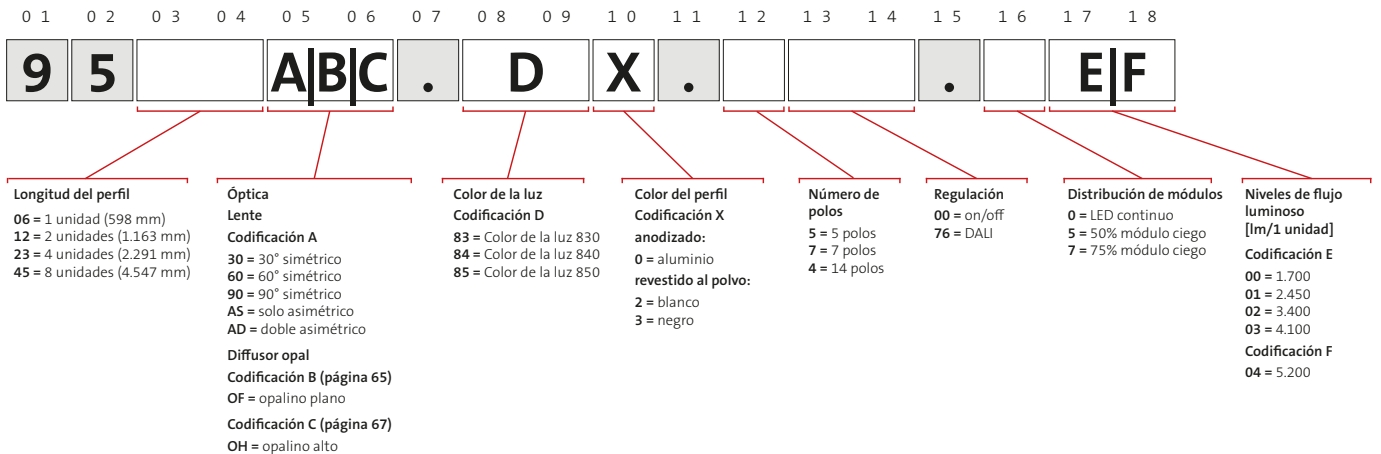 01 02 03 04 05 06 07 08 09 10 11 12 13 14 15 16 17 18
9 5 A|B|C . D X . . E|F
Longitud del perfil
06 = 1 unidad (598 mm)
12 = 2 unidades (1.163 mm)
23 = 4 unidades (2.291 mm)
45 = 8 unidades (4.547 mm)
Óptica
Lente
Codificación A
30 = 30° simétrico
60 = 60° simétrico
90 = 90° simétrico
AS = solo asimétrico
AD = doble asimétrico
Diffusor opal
Codificación B (página 65)
OF = opalino plano
Codificación C (página 67)
OH = opalino alto
Color de la luz
Codificación D
83 = Color de la luz 830
84 = Color de la luz 840
85 = Color de la luz 850
Color del perfil
Codificación X
anodizado:
0 = aluminio
revestido al polvo:
2 = blanco
3 = negro
Número de
polos
5 = 5 polos
7 = 7 polos
4 = 14 polos
Regulación
00 = on/off
76 = DALI
Distribución de módulos
0 = LED continuo
5 = 50% módulo ciego
7 = 75% módulo ciego
Niveles de flujo
luminoso
[lm/1 unidad]
Codificación E
00 = 1.700
01 = 2.450
02 = 3.400
03 = 4.100
Codificación F
04 = 5.200